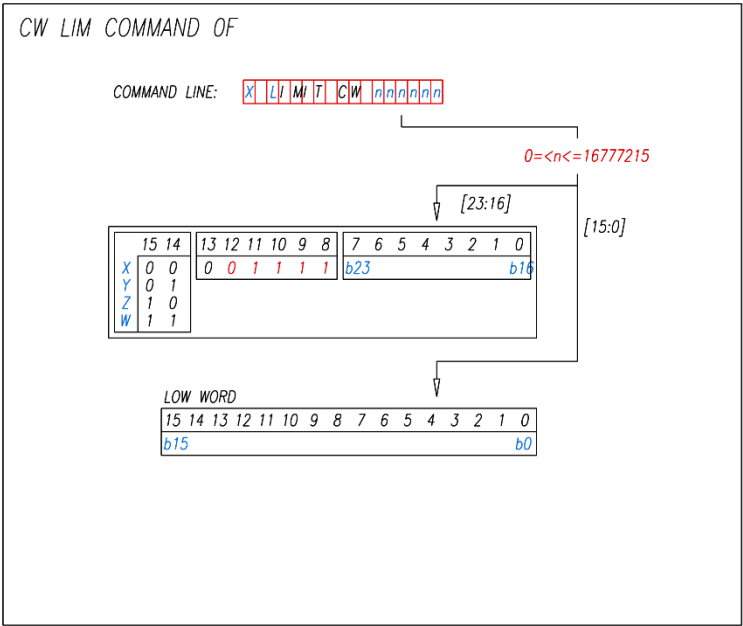 CW LIM COMMAND OF
COMMAND LINE: X LIMIT CW nnnnnn
0=<n<=16777215
[23:16]
[15:0]
15 14 13 12 11 10 9 8 7 6 5 4 3 2 1 0
X 0 0 0 0 1 1 1 1 b23 b16
Y 0 1
Z 1 0
W 1 1
LOW WORD
15 14 13 12 11 10 9 8 7 6 5 4 3 2 1 0
b15 b0